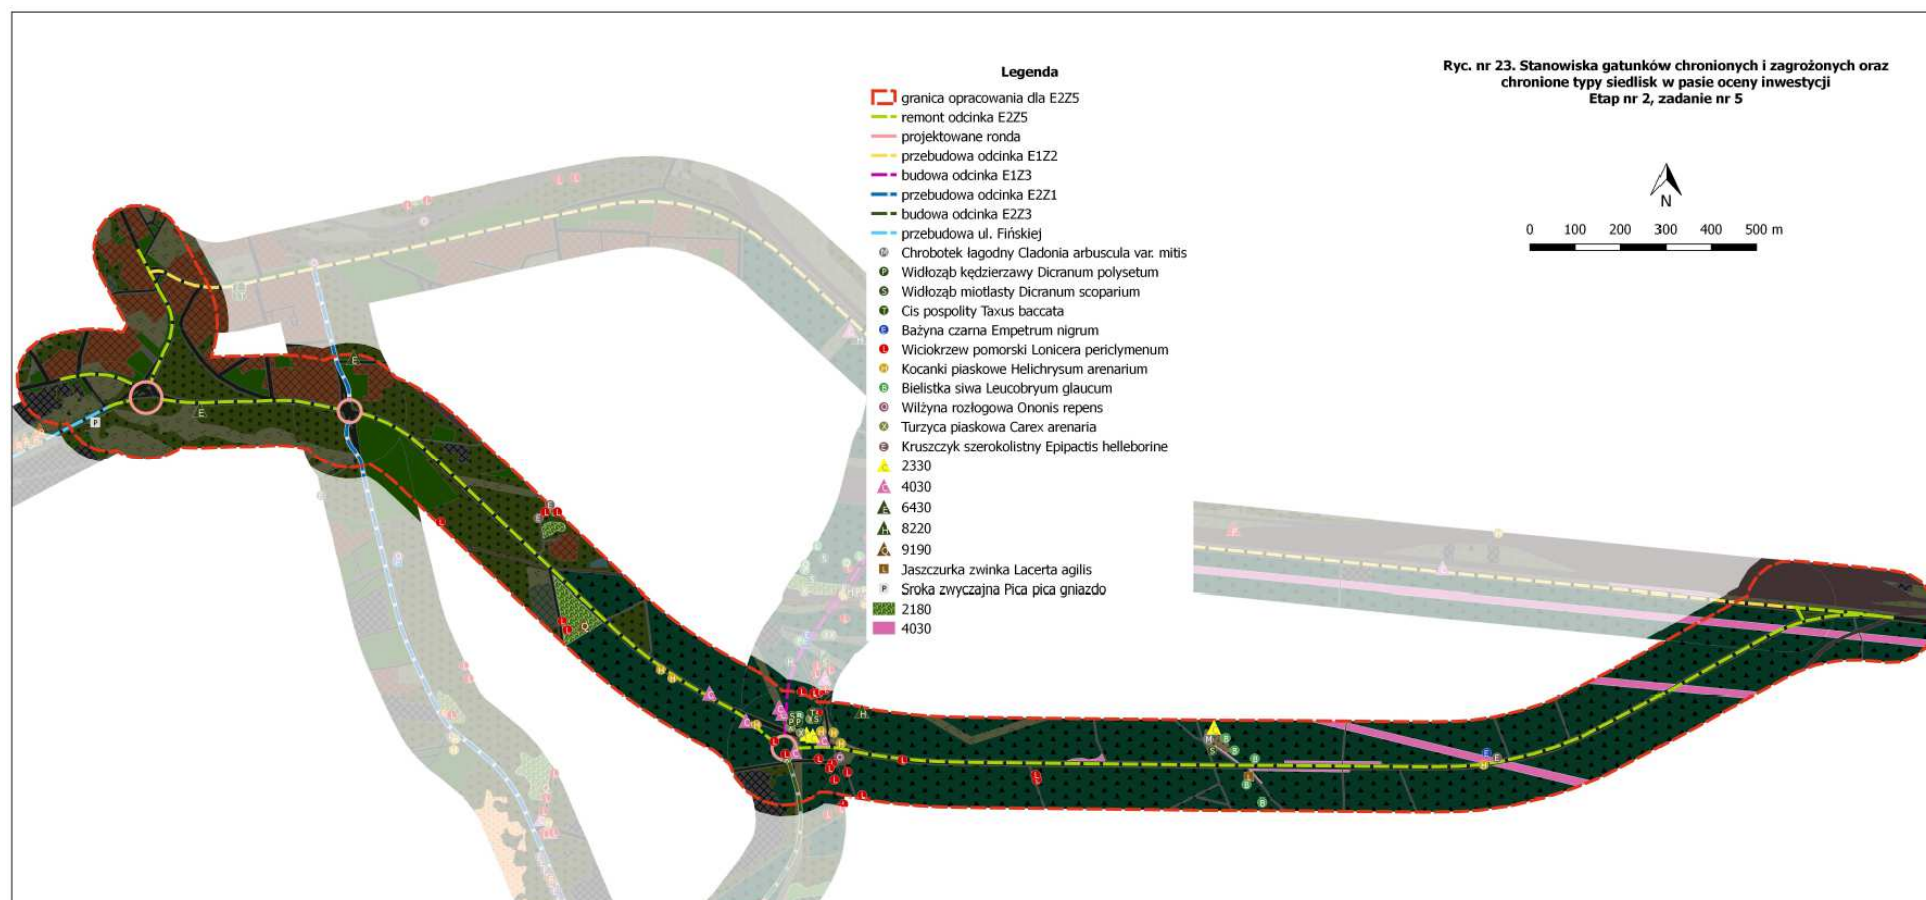 Legenda
granica opracowania dla E2Z5
remont odcinka E2Z5
projektowane ronda
przebudowa odcinka E1Z2
budowa odcinka E1Z3
przebudowa odcinka E2Z1
budowa odcinka E2Z3
przebudowa ul. Fińskiej
M Chrobotek łagodny Cladonia arbuscula var. mitis
P Widłoząb kędzierzawy Dicranum polysetum
S Widłoząb miotlasty Dicranum scoparium
T Cis pospolity Taxus baccata
E Bażyna czarna Empetrum nigrum
L Wiciokrzew pomorski Lonicera periclymenum
H Kocanki piaskowe Helichrysum arenarium
B Bielistka siwa Leucobryum glaucum
O Wilżyna rozłogowa Ononis repens
X Turzyca piaskowa Carex arenaria
E Kruszczyk szerokolistny Epipactis helleborine
C 2330
C 4030
E 6430
H 8220
Q 9190
L Jaszczurka zwinka Lacerta agilis
P Sroka zwyczajna Pica pica gniazdo
2180
4030
Ryc. nr 23. Stanowiska gatunków chronionych i zagrożonych oraz
chronione typy siedlisk w pasie oceny inwestycji
Etap nr 2, zadanie nr 5
N
0 100 200 300 400 500 m